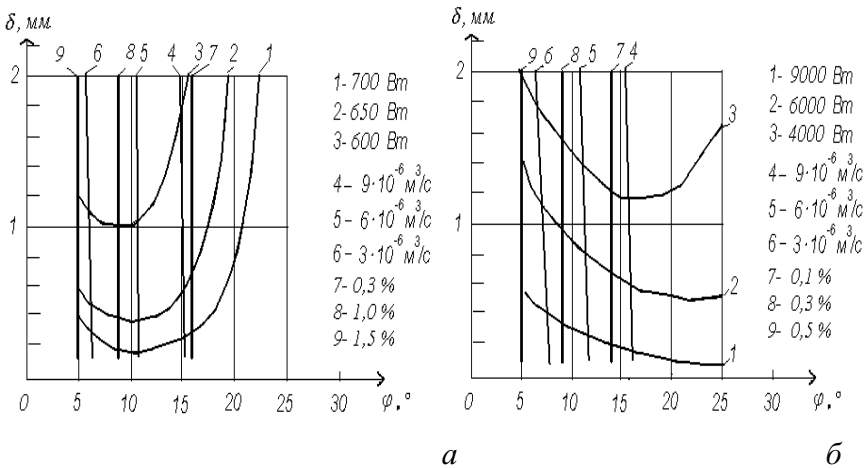 δ, мм
9 6 8 5 4 3 7 2 1
2
1
0 5 10 15 20 25 30 φ, °
1- 700 Вт
2- 650 Вт
3- 600 Вт
4- 9·10⁻⁶ м³/с
5- 6·10⁻⁶ м³/с
6- 3·10⁻⁶ м³/с
7- 0,3 %
8- 1,0 %
9- 1,5 %
а
δ, мм
9 6 8 5 7 4
2
1
3
2
1
0 5 10 15 20 25 30 φ, °
1- 9000 Вт
2- 6000 Вт
3- 4000 Вт
4- 9·10⁻⁶ м³/с
5- 6·10⁻⁶ м³/с
6- 3·10⁻⁶ м³/с
7- 0,1 %
8- 0,3 %
9- 0,5 %
б